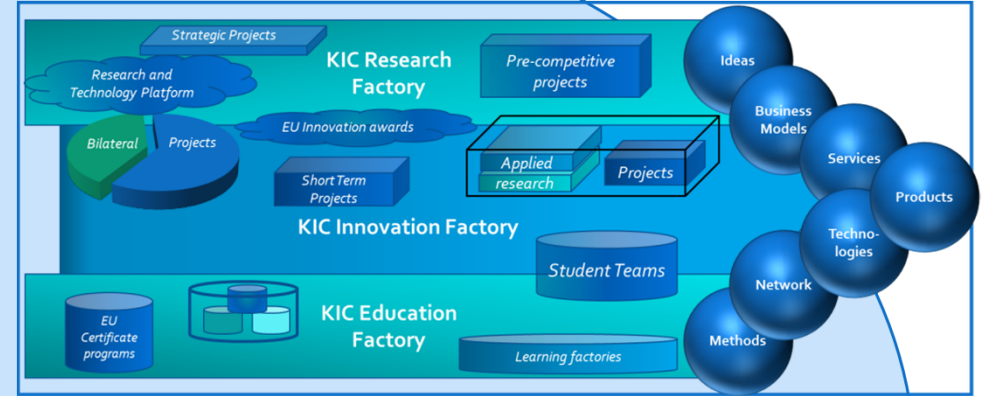 Strategic Projects
KIC Research
Factory
Pre-competitive
projects
Research and
Technology Platform
Bilateral
Projects
EU Innovation awards
Short Term
Projects
Applied
research
Projects
KIC Innovation Factory
Student Teams
EU
Certificate
programs
KIC Education
Factory
Learning factories
Ideas
Business
Models
Services
Products
Techno-
logies
Network
Methods